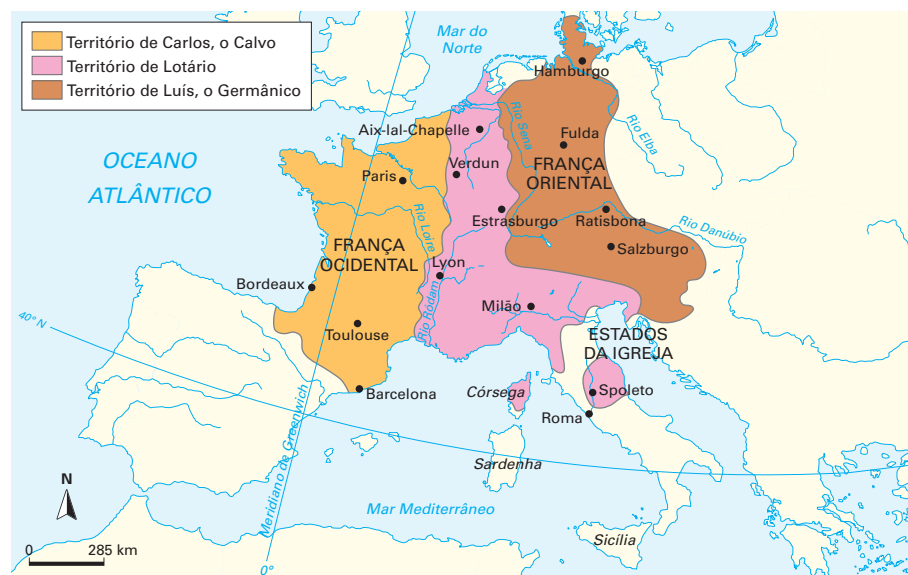 Território de Carlos, o Calvo
Território de Lotário
Território de Luís, o Germânico
Mar do
Norte
Hamburgo
Aix-lal-Chapelle
Rio Sena
Rio Elba
Fulda
OCEANO
ATLÂNTICO
Verdun
FRANÇA
ORIENTAL
Paris
Estrasburgo
Ratisbona
Rio Danúbio
Rio Loire
FRANÇA
OCIDENTAL
Salzburgo
Lyon
Bordeaux
Milão
Rio Ródam
40° N
Toulouse
ESTADOS
DA IGREJA
Barcelona
Córsega
Spoleto
Roma
Meridiano de Greenwich
Sardenha
N
Mar Mediterrâneo
Sicília
0
285 km
0°